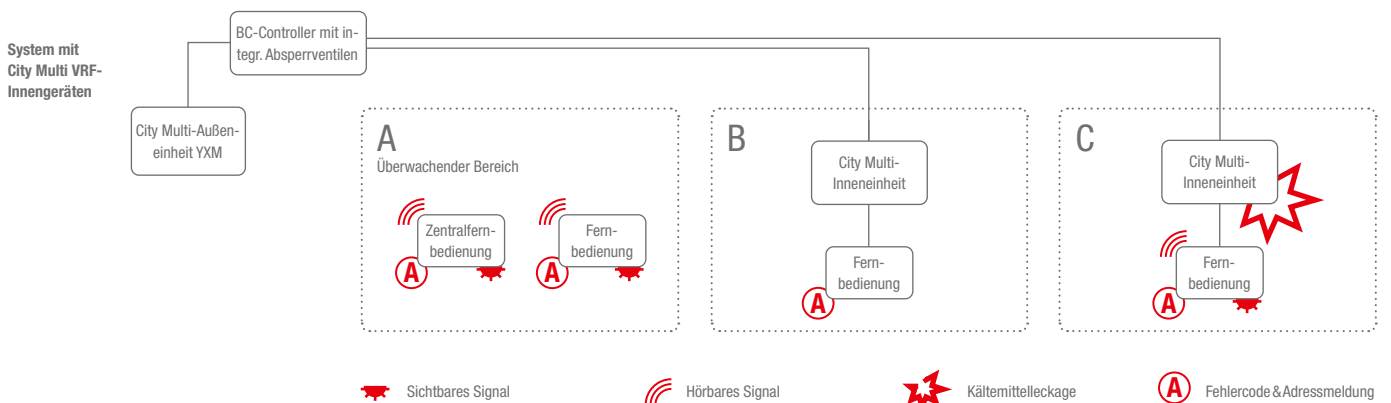 System mit
City Multi VRF-
Innengeräten
BC-Controller mit in-
tegr. Absperrventilen
City Multi-Außen-
einheit YXM
A
Überwachender Bereich
Zentralfern-
bedienung
A
Fern-
bedienung
A
B
City Multi-
Inneneinheit
Fern-
bedienung
A
C
City Multi-
Inneneinheit
Fern-
bedienung
A
Sichtbares Signal
Hörbares Signal
Kältemittelleckage
A
Fehlercode & Adressmeldung